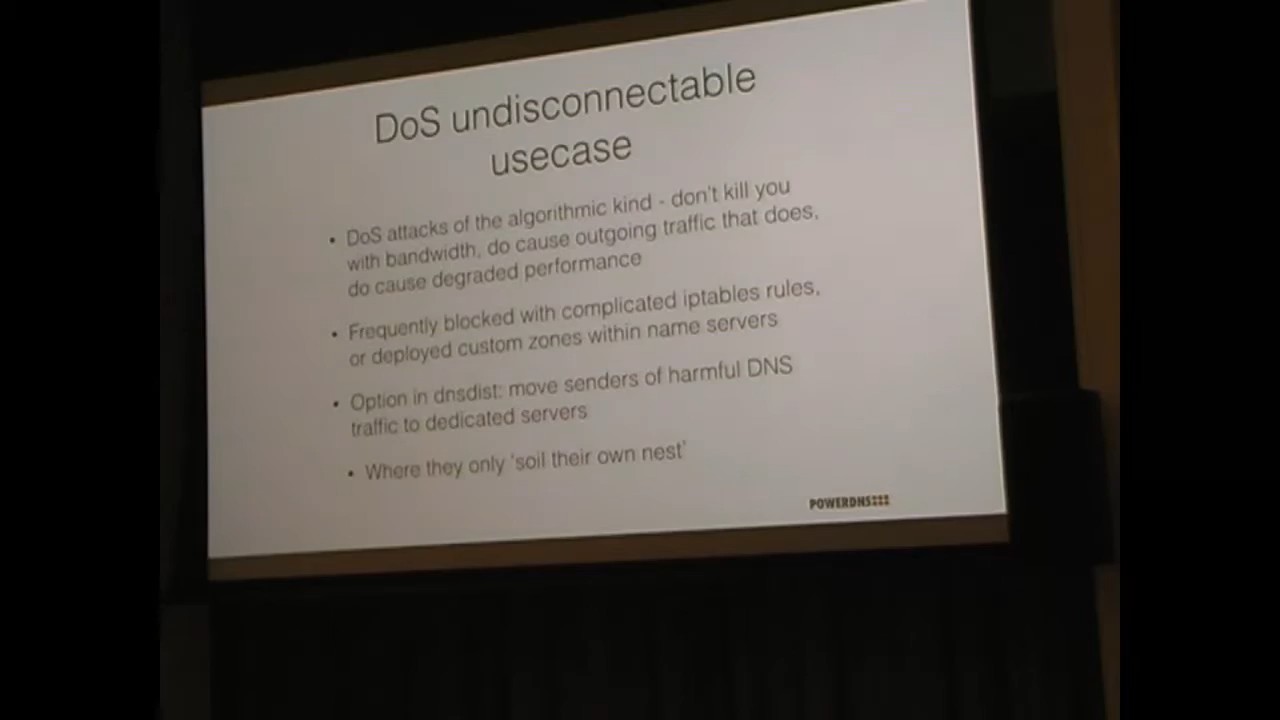 DoS undisconnectable
usecase
• DoS attacks of the algorithmic kind - don't kill you
with bandwidth, do cause outgoing traffic that does,
do cause degraded performance
• Frequently blocked with complicated iptables rules,
or deployed custom zones within name servers
• Option in dnsdist: move senders of harmful DNS
traffic to dedicated servers
• Where they only 'soil their own nest'
POWERDNS